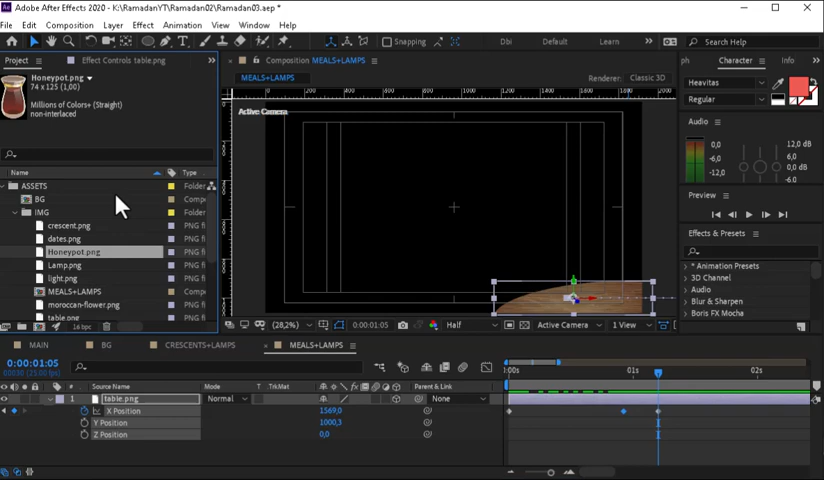 Adobe After Effects 2020 - K:\RamadanYT\Ramadan02\Ramadan03.aep *
File Edit Composition Layer Effect Animation View Window Help
Snapping Dbi Default Learn Search Help
Project Effect Controls table.png Composition MEALS+LAMPS ph Character Info
Honeypot.png
74 x 125 (1,00)
Millions of Colors+ (Straight)
non-interlaced
MEALS+LAMPS Renderer: Classic 3D
Heavitas
Regular
Active Camera
Audio
0,0 12,0 dB
-6,0 6,0
-12,0 0,0
Preview
Effects & Presets
* Animation Presets
3D Channel
Audio
Blur & Sharpen
Boris FX Mocha
Name
ASSETS Folder
BG Compo
IMG Folder
crescent.png PNG fi
dates.png PNG fi
Honeypot.png PNG fi
Lamp.png PNG fi
light.png PNG fi
MEALS+LAMPS Compo
moroccan-flower.png PNG fi
table.png PNG fi
16 bpc
(28,2%) 0:00:01:05 Half Active Camera 1 View
MAIN BG CRESCENTS+LAMPS MEALS+LAMPS
0:00:01:05
00030 (25.00 fps)
# Source Name Mode T TrkMat Parent & Link
:00s 01s 02s
1 table.png Normal None
X Position 1569,0
Y Position 1000,3
Z Position 0,0